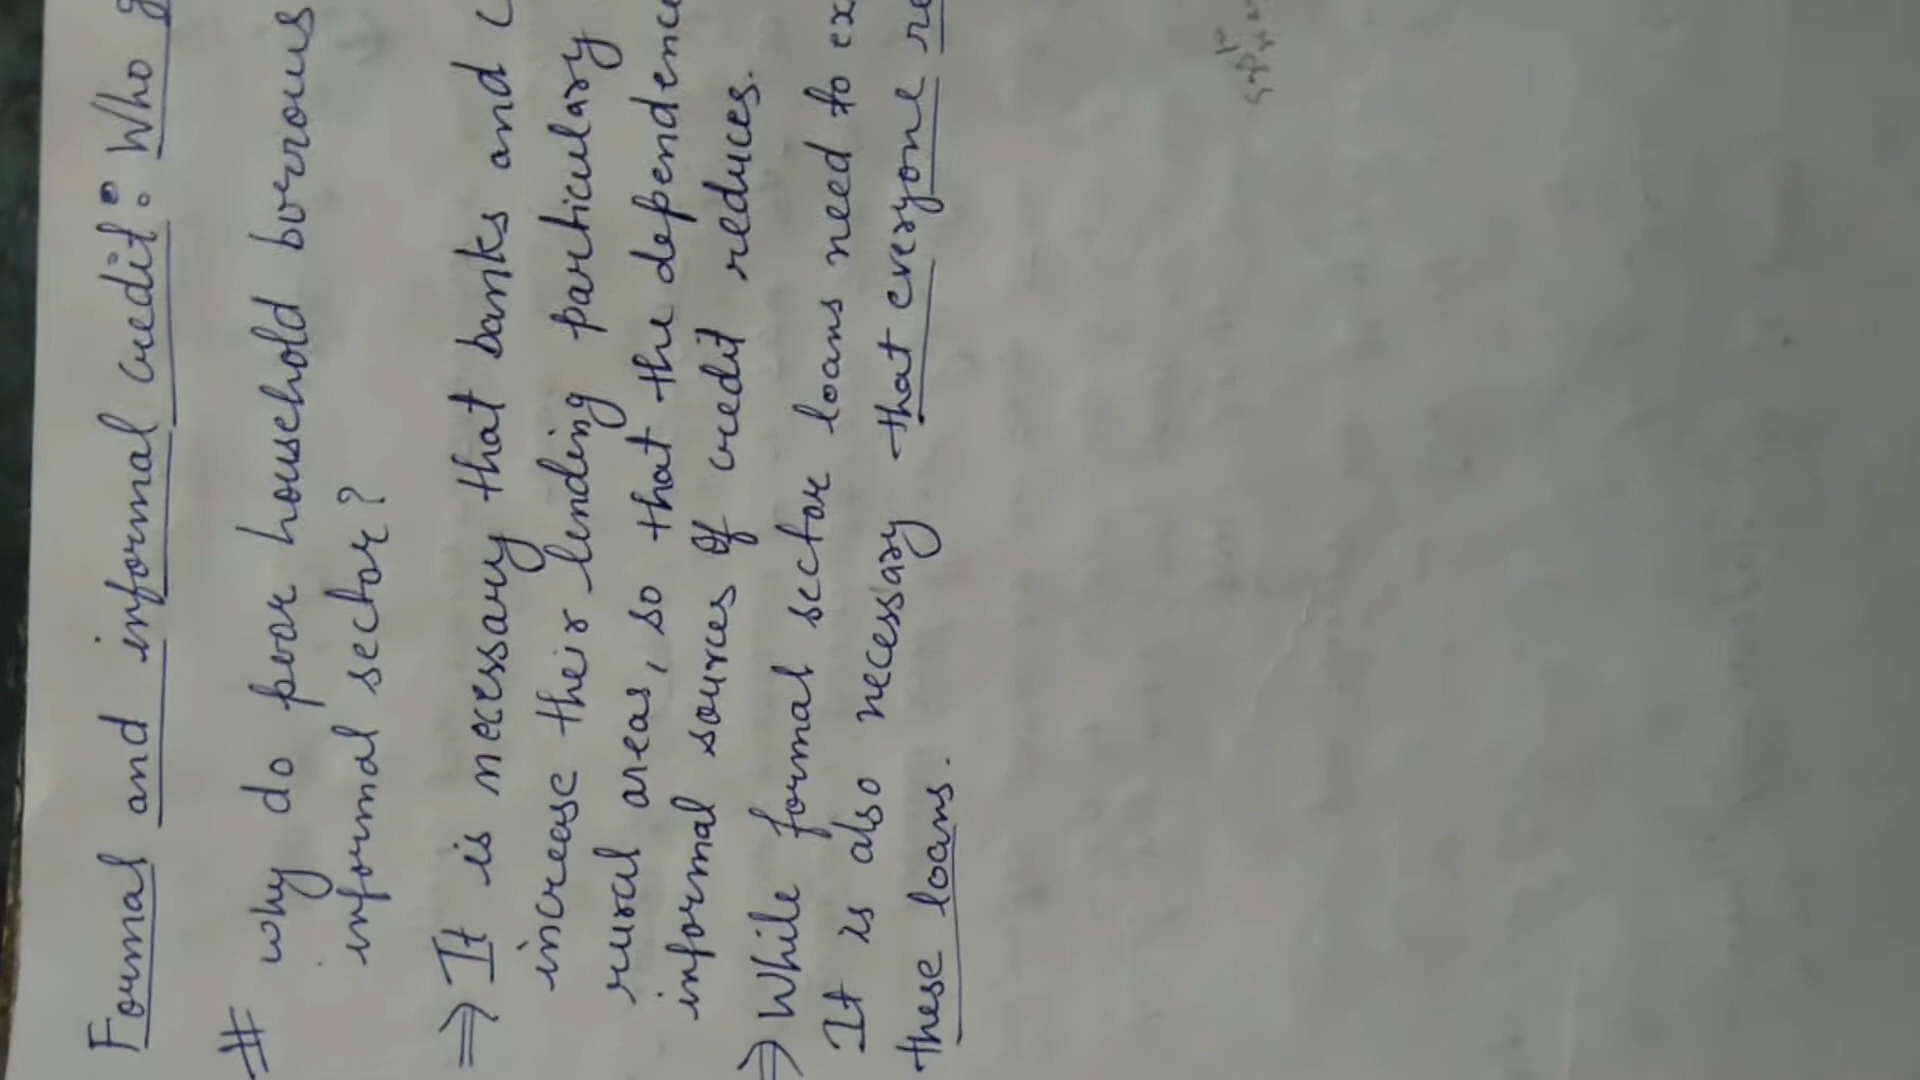 Formal and informal credit: Who
# why do poor household borrows
informal sector?
⇒ It is necessary that banks and
increase their lending particulary
rural areas, so that the dependence
informal sources of credit reduces.
⇒ While formal sector loans need to
It is also necessary that everyone
these loans.